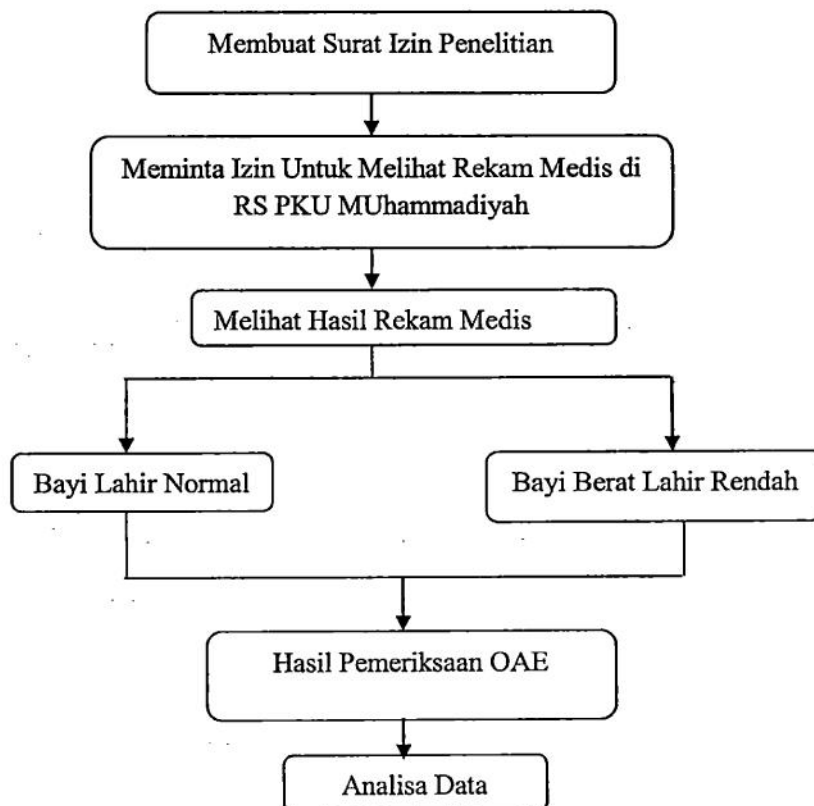 Membuat Surat Izin Penelitian
Meminta Izin Untuk Melihat Rekam Medis di
RS PKU MUhammadiyah
Melihat Hasil Rekam Medis
Bayi Lahir Normal
Bayi Berat Lahir Rendah
Hasil Pemeriksaan OAE
Analisa Data